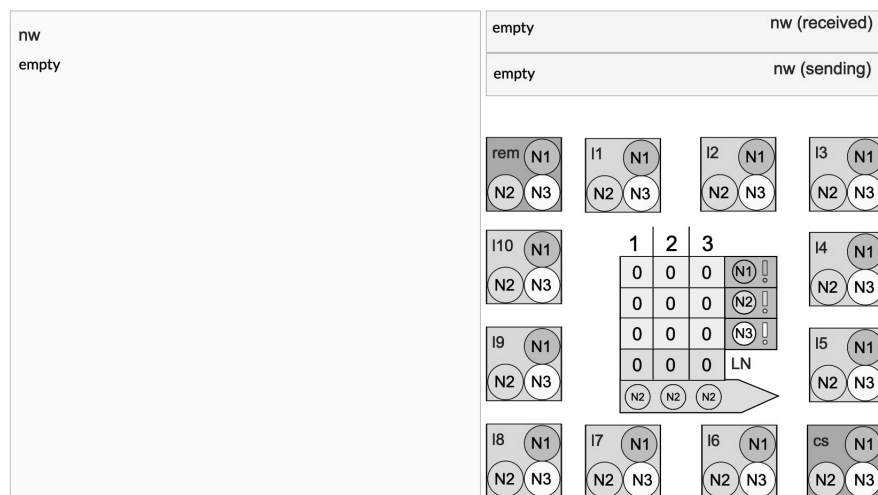 nw
empty
empty nw (received)
empty nw (sending)
rem N1 l1 N1 l2 N1 l3 N1
N2 N3 N2 N3 N2 N3 N2 N3
l10 N1 1 2 3 l4 N1
0 0 0 N1
N2 N3 0 0 0 N2 N2 N3
l9 N1 0 0 0 N3 l5 N1
0 0 0 LN
N2 N3 N2 N2 N2 N2 N3
l8 N1 l7 N1 l6 N1 cs N1
N2 N3 N2 N3 N2 N3 N2 N3